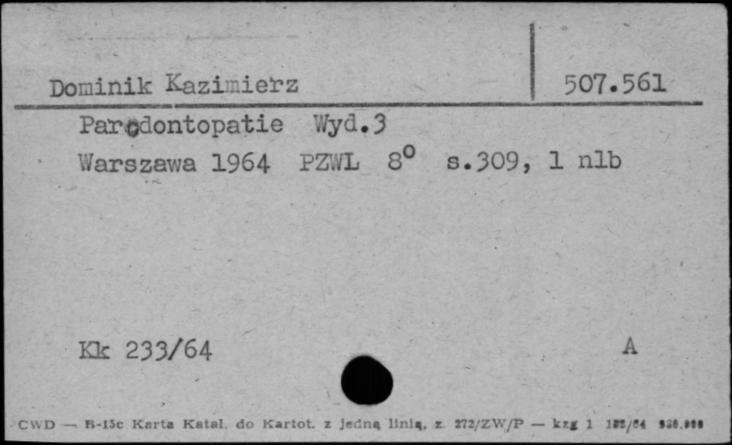 Dominik Kazimierz 507.561
Parodontopatie Wyd.3
Warszawa 1964 PZWL 8° s.309, 1 nlb
Kk 233/64 A
CWD — B-15c Karta Katal. do Kartot. z jedną linią, z. 272/ZW/P — kzg 1